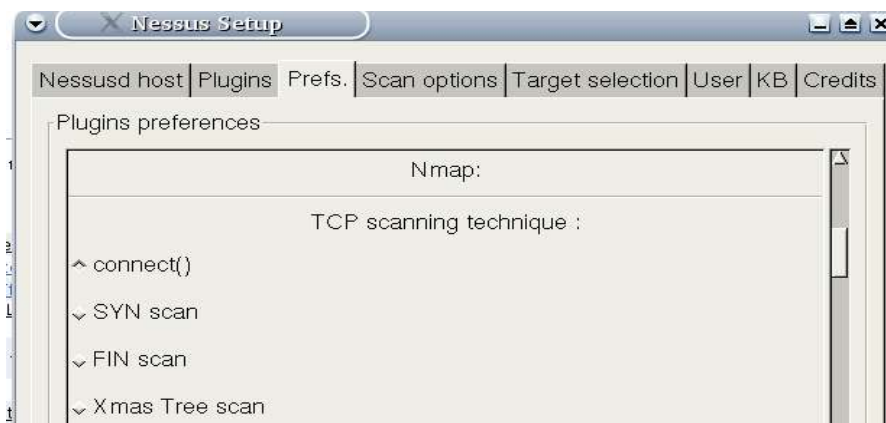 Nessus Setup
Nessusd host Plugins Prefs. Scan options Target selection User KB Credits
Plugins preferences
Nmap:
TCP scanning technique :
connect()
SYN scan
FIN scan
Xmas Tree scan